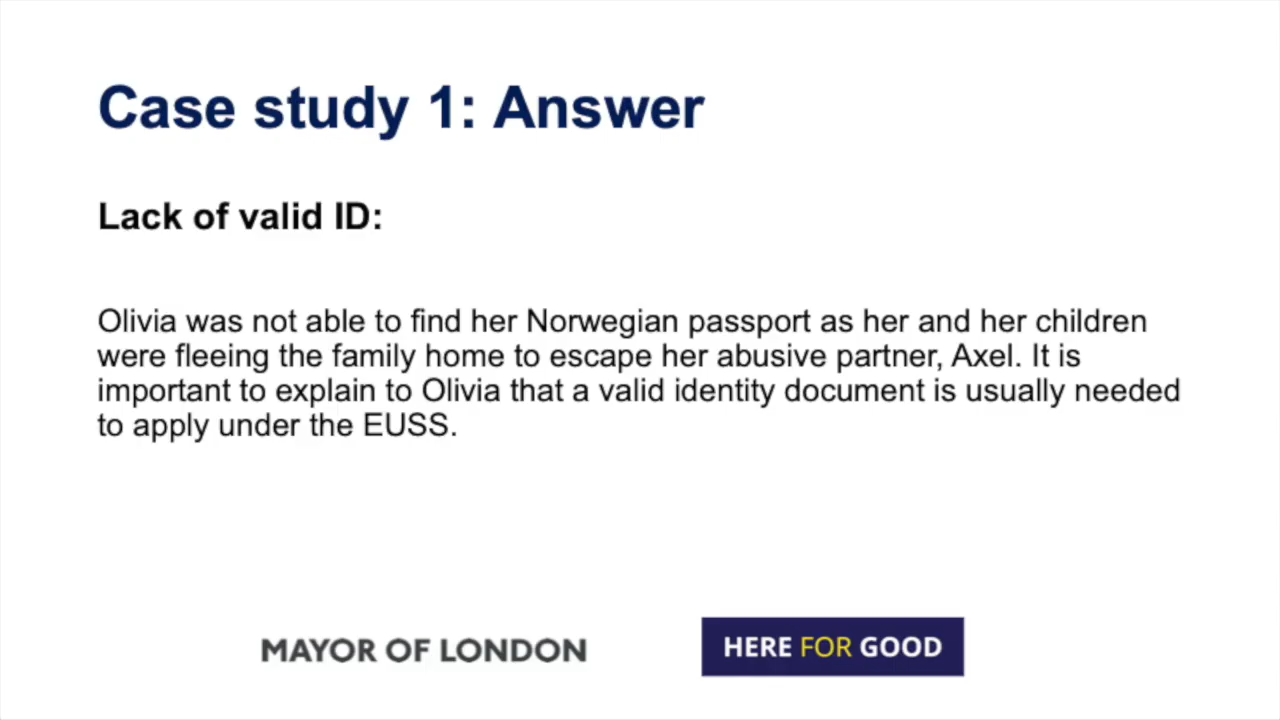 Case study 1: Answer
Lack of valid ID:
Olivia was not able to find her Norwegian passport as her and her children
were fleeing the family home to escape her abusive partner, Axel. It is
important to explain to Olivia that a valid identity document is usually needed
to apply under the EUSS.
MAYOR OF LONDON
HERE FOR GOOD